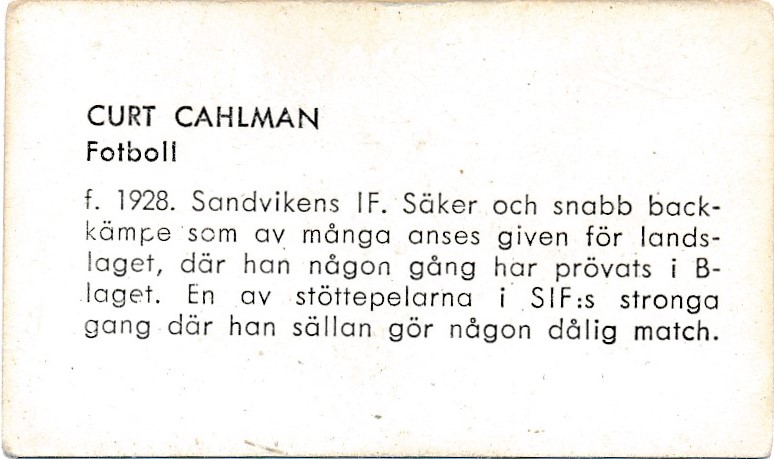 CURT CAHLMAN
Fotboll
f. 1928. Sandvikens IF. Säker och snabb back-
kämpe som av många anses given för lands-
laget, där han någon gång har prövats i B-
laget. En av stöttepelarna i SIF:s stronga
gang där han sällan gör någon dålig match.